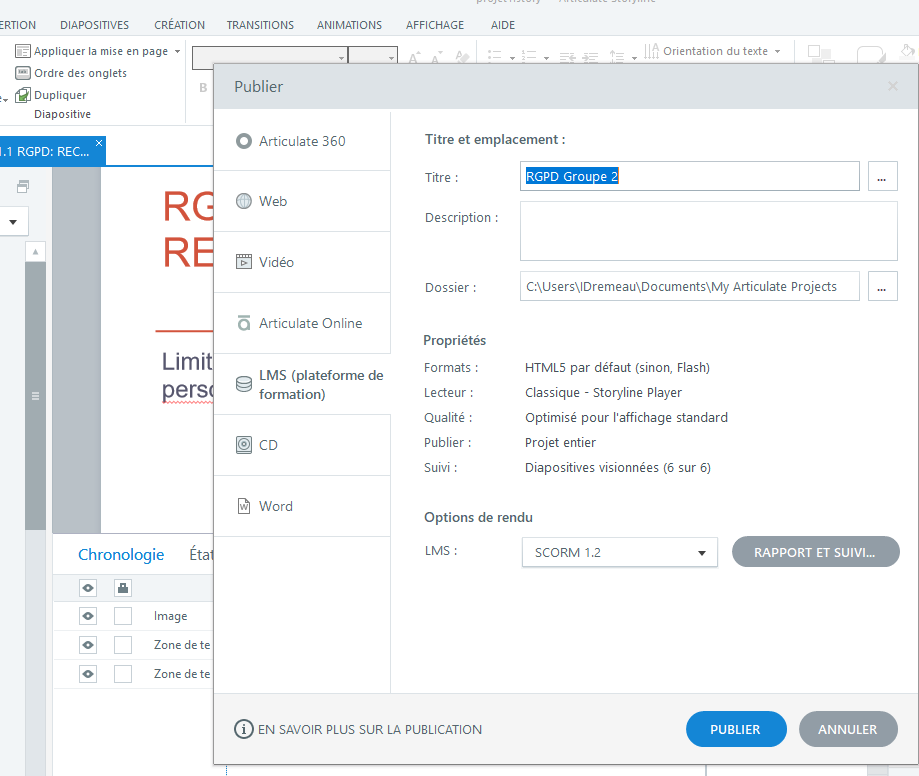 projet rstory - Articulate Storyline
ERTION DIAPOSITIVES CRÉATION TRANSITIONS ANIMATIONS AFFICHAGE AIDE
Appliquer la mise en page
Ordre des onglets
Dupliquer
Diapositive
B
Orientation du texte
1.1 RGPD: REC...
RG
RE
Limit
perso
Publier
Articulate 360
Web
Vidéo
Articulate Online
LMS (plateforme de
formation)
CD
Word
Titre et emplacement :
Titre : RGPD Groupe 2 ...
Description :
Dossier : C:\Users\lDremeau\Documents\My Articulate Projects ...
Propriétés
Formats : HTML5 par défaut (sinon, Flash)
Lecteur : Classique - Storyline Player
Qualité : Optimisé pour l'affichage standard
Publier : Projet entier
Suivi : Diapositives visionnées (6 sur 6)
Options de rendu
LMS : SCORM 1.2 RAPPORT ET SUIVI...
Chronologie État
Image
Zone de te
Zone de te
EN SAVOIR PLUS SUR LA PUBLICATION PUBLIER ANNULER